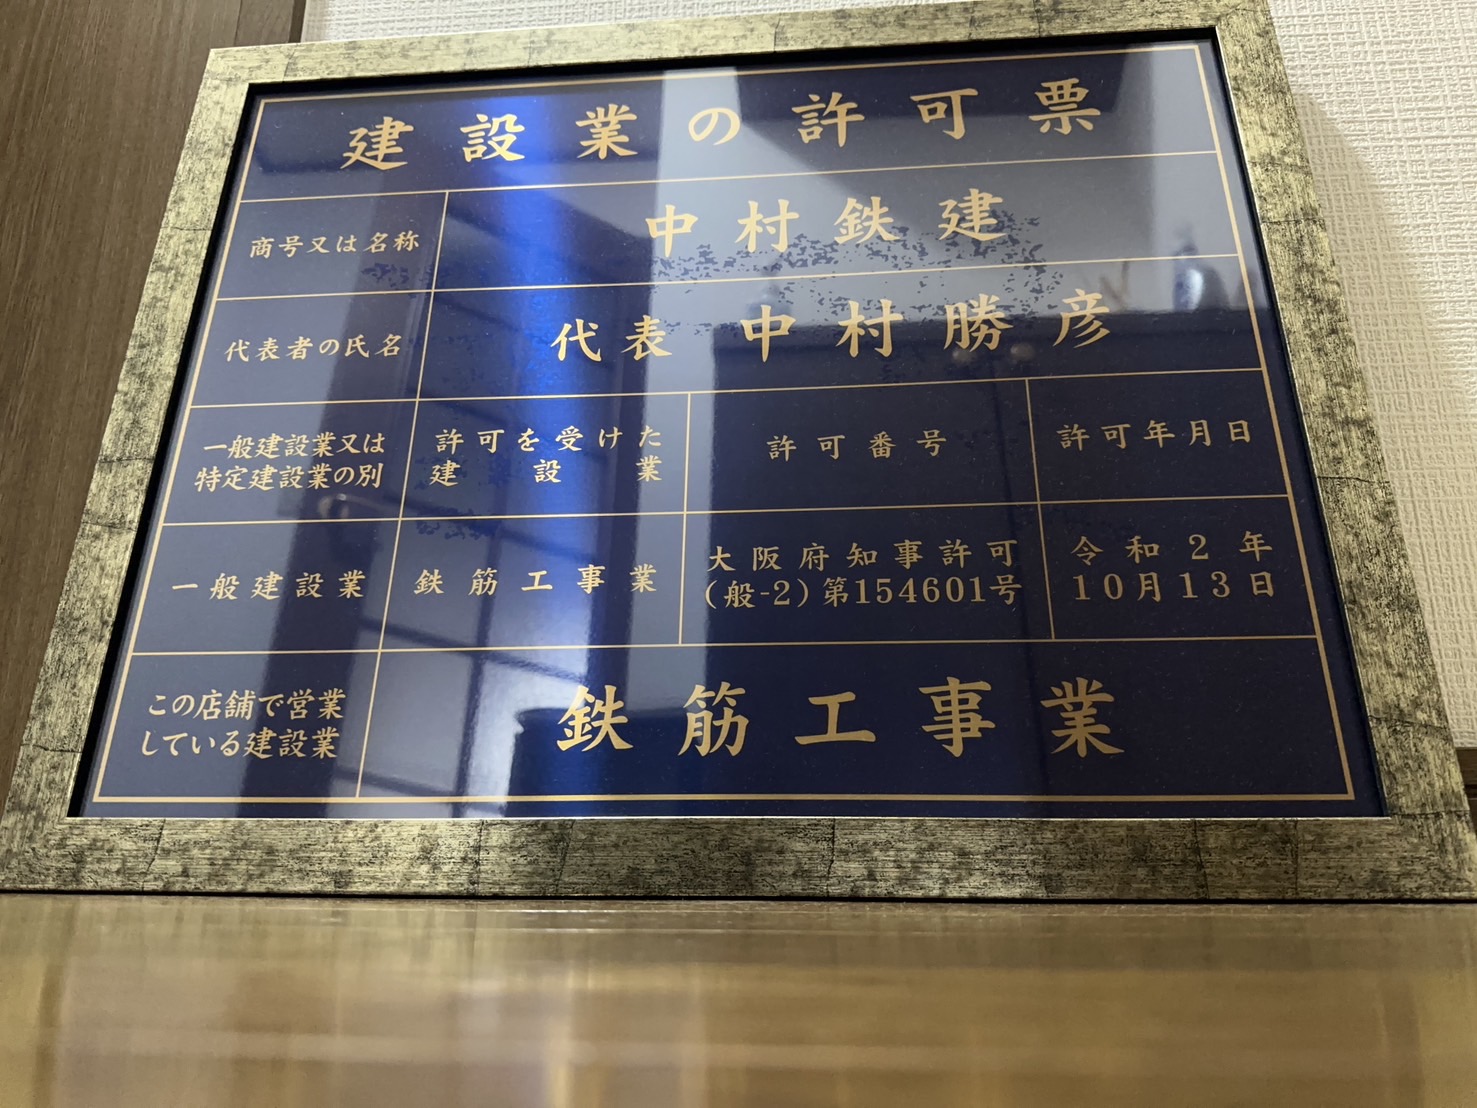 建設業の許可票
商号又は名称
中村鉄建
代表者の氏名
代表 中村勝彦
一般建設業又は
特定建設業の別
許可を受けた
建設業
許可番号
許可年月日
一般建設業
鉄筋工事業
大阪府知事許可
(般-2)第154601号
令和2年
10月13日
この店舗で営業
している建設業
鉄筋工事業